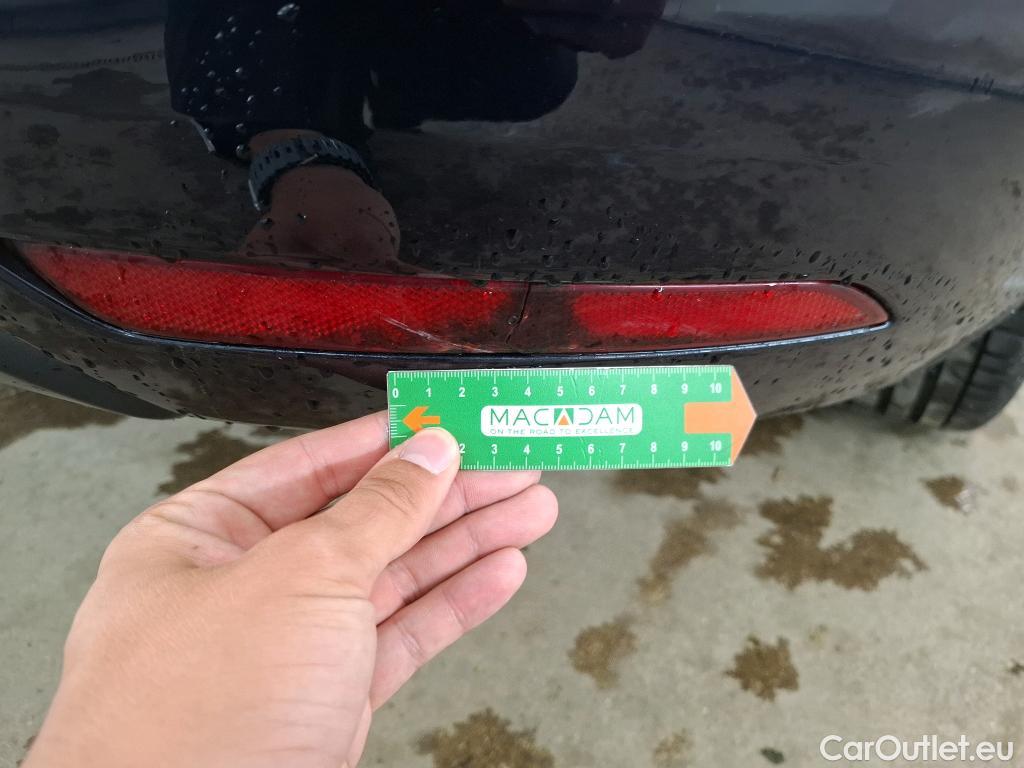 0 1 2 3 4 5 6 7 8 9 10
MACADAM
ON THE ROAD TO EXCELLENCE
2 3 4 5 6 7 8 9 10
CarOutlet.eu